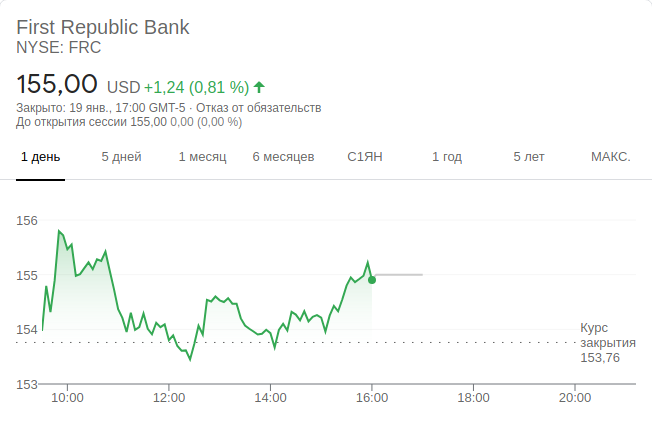 First Republic Bank
NYSE: FRC
155,00 USD +1,24 (0,81 %)
Закрыто: 19 янв., 17:00 GMT-5 · Отказ от обязательств
До открытия сессии 155,00 0,00 (0,00 %)
1 день 5 дней 1 месяц 6 месяцев С1ЯН 1 год 5 лет МАКС.
156
155
154
Курс
закрытия
153,76
153
10:00 12:00 14:00 16:00 18:00 20:00